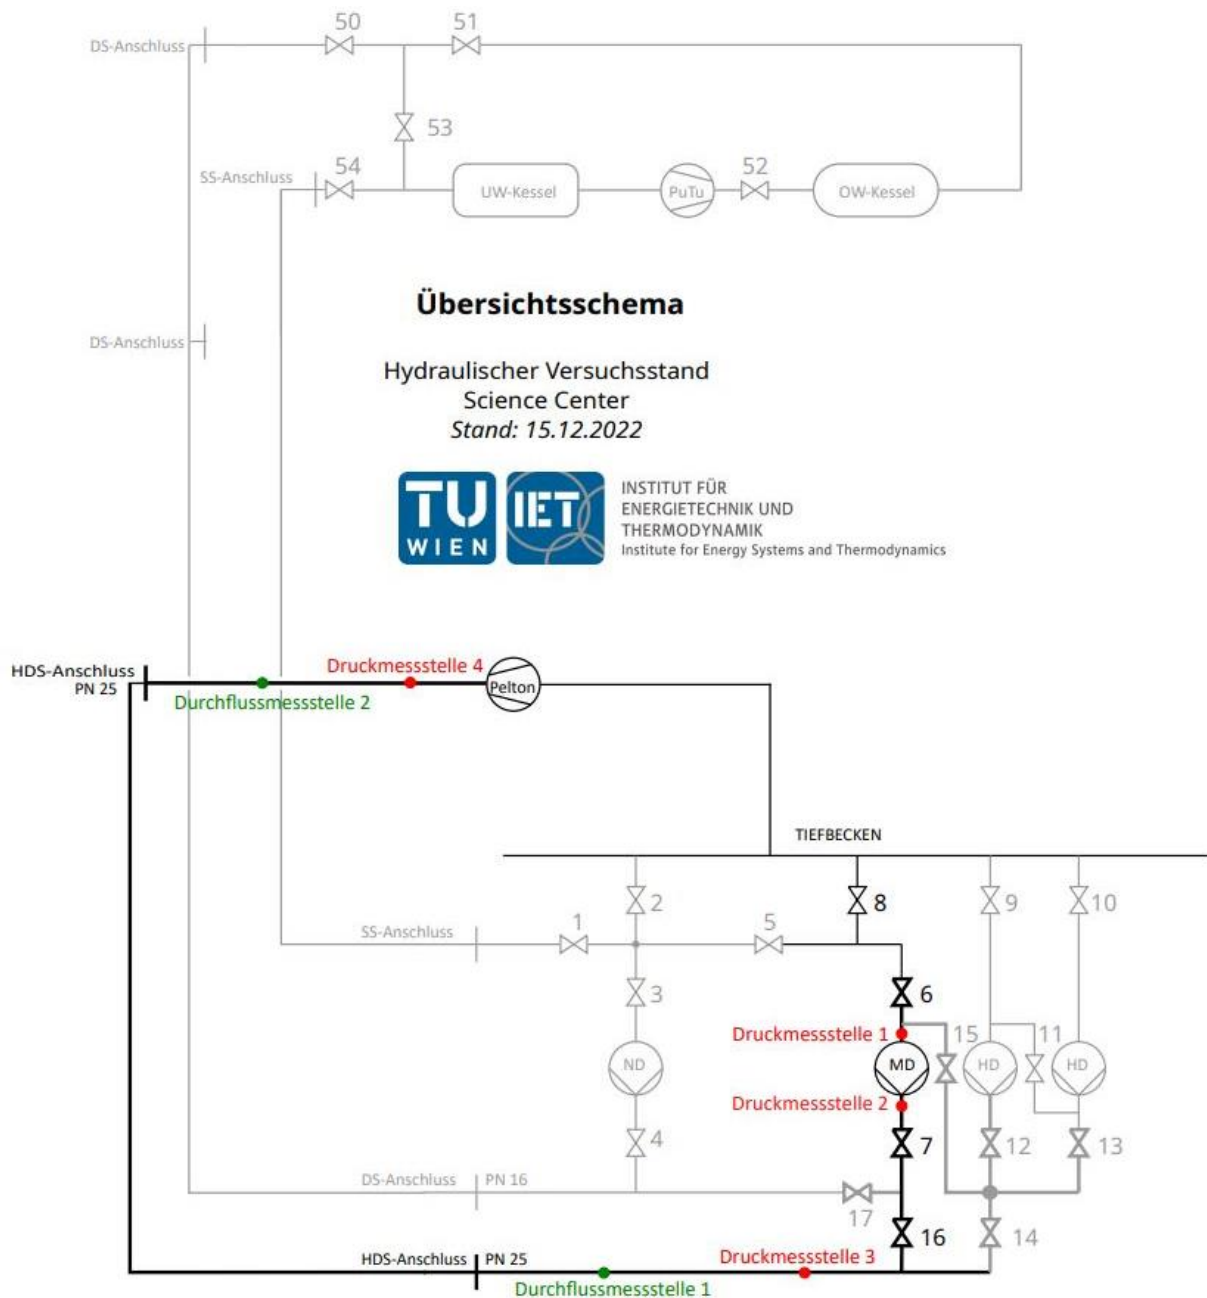 50
51
DS-Anschluss
53
54
52
SS-Anschluss
UW-Kessel
PuTu
OW-Kessel
Übersichtsschema
DS-Anschluss
Hydraulischer Versuchsstand
Science Center
Stand: 15.12.2022
TU
WIEN
IET
INSTITUT FÜR
ENERGIETECHNIK UND
THERMODYNAMIK
Institute for Energy Systems and Thermodynamics
HDS-Anschluss
PN 25
Druckmessstelle 4
Pelton
Durchflussmessstelle 2
TIEFBECKEN
2
8
9
10
SS-Anschluss
1
5
3
6
Druckmessstelle 1
15
11
ND
MD
HD
HD
Druckmessstelle 2
4
7
12
13
DS-Anschluss
PN 16
17
16
14
HDS-Anschluss
PN 25
Druckmessstelle 3
Durchflussmessstelle 1